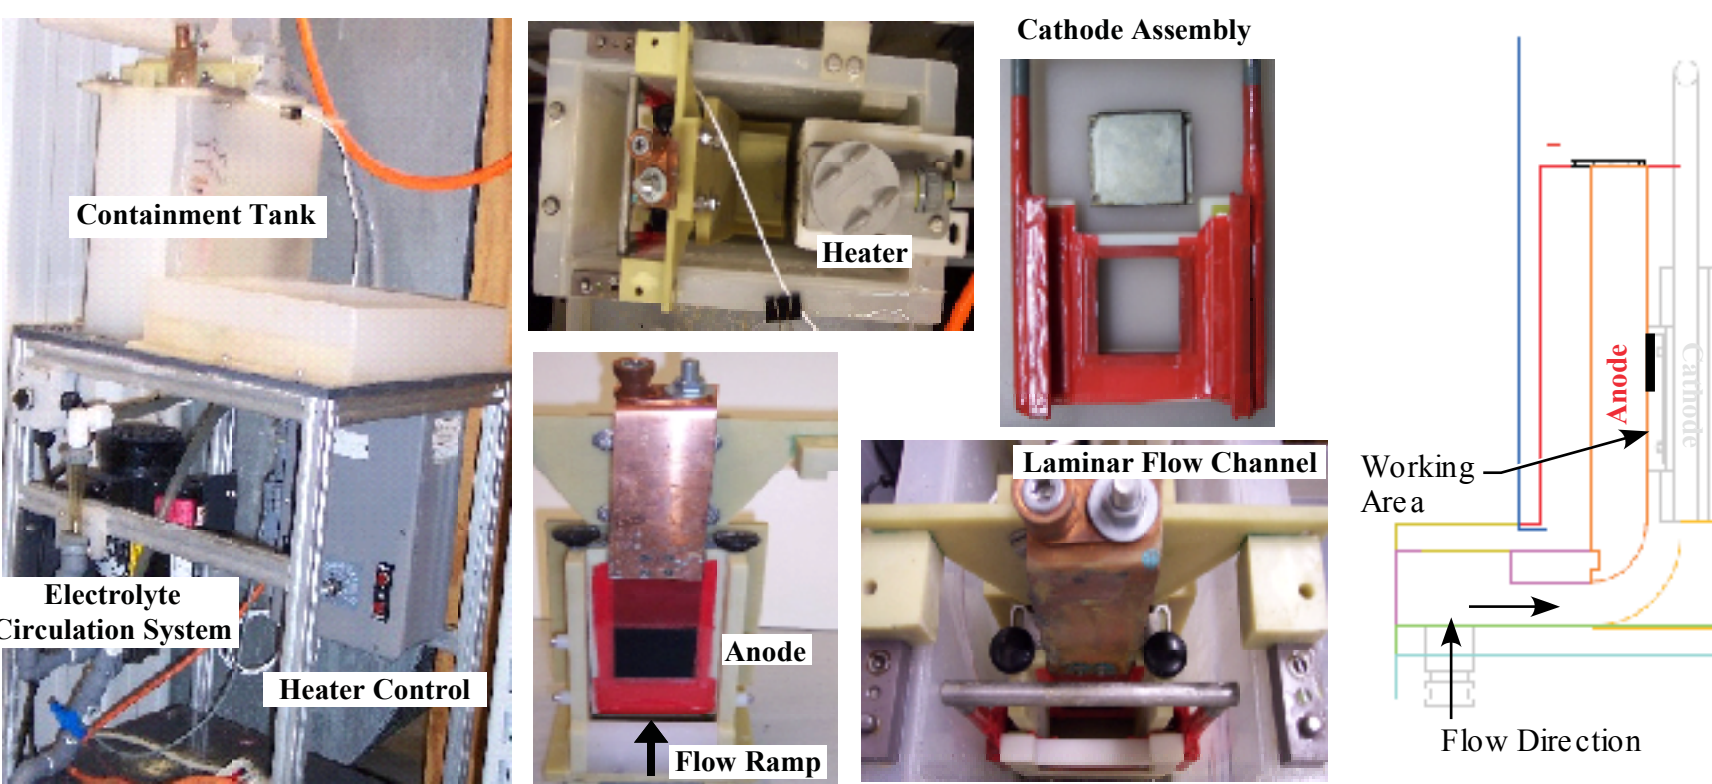 Cathode Assembly
Containment Tank
Heater
Laminar Flow Channel
Anode
Cathode
Working
Area
Electrolyte
Circulation System
Anode
Heater Control
Flow Ramp
Flow Direction